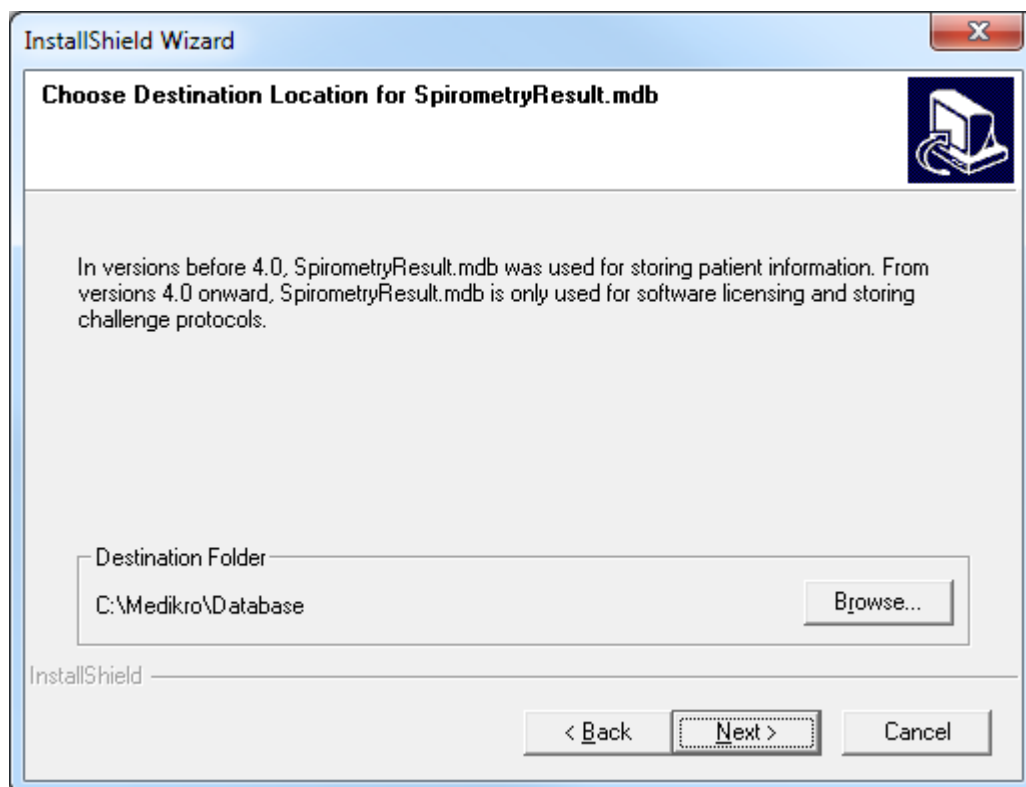 InstallShield Wizard
Choose Destination Location for SpirometryResult.mdb
In versions before 4.0, SpirometryResult.mdb was used for storing patient information. From
versions 4.0 onward, SpirometryResult.mdb is only used for software licensing and storing
challenge protocols.
Destination Folder
C:\Medikro\Database
Browse...
InstallShield
< Back
Next >
Cancel